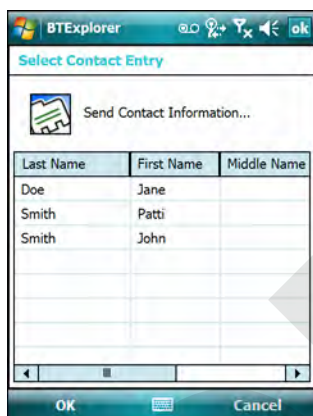 BTExplorer ok
Select Contact Entry
Send Contact Information...
Last Name First Name Middle Name
Doe Jane
Smith Patti
Smith John
OK Cancel